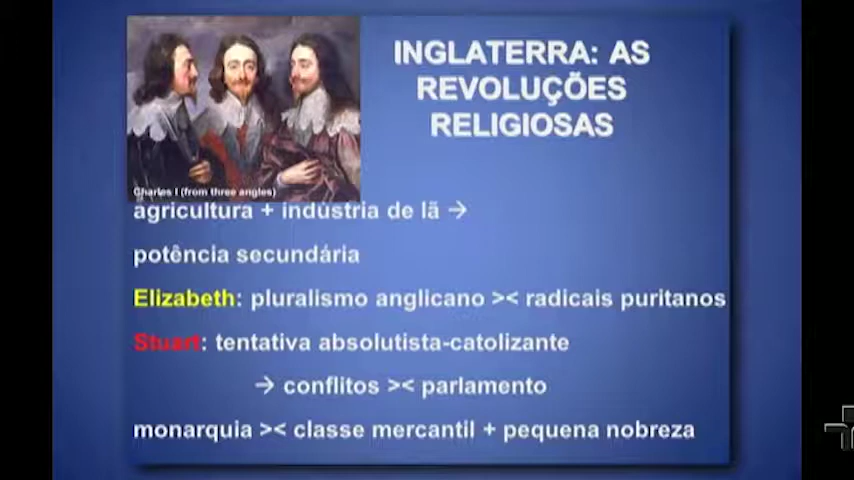 INGLATERRA: AS
REVOLUÇÕES
RELIGIOSAS
Charles I (from three angles)
agricultura + indústria de lã →
potência secundária
Elizabeth: pluralismo anglicano >< radicais puritanos
Stuart: tentativa absolutista-catolizante
→ conflitos >< parlamento
monarquia >< classe mercantil + pequena nobreza